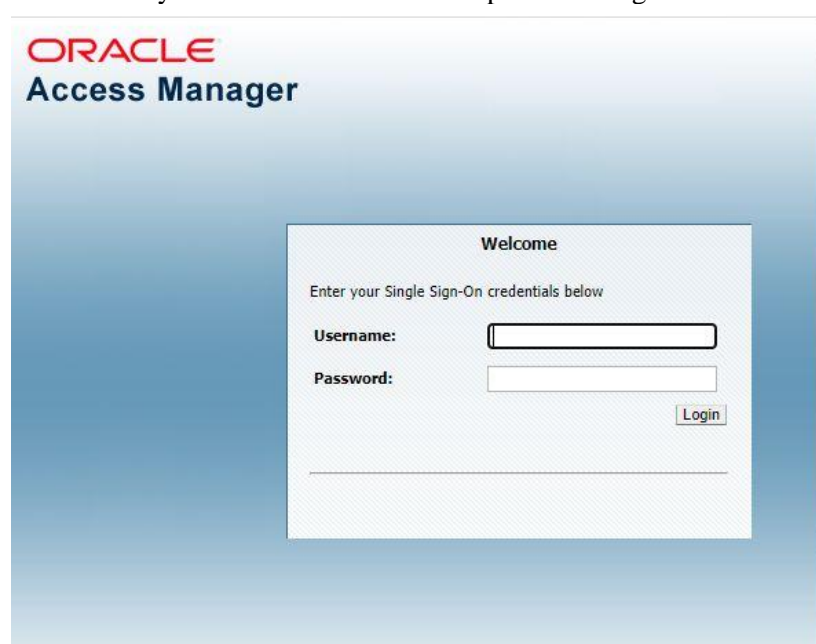 ORACLE
Access Manager
Welcome
Enter your Single Sign-On credentials below
Username:
Password:
Login